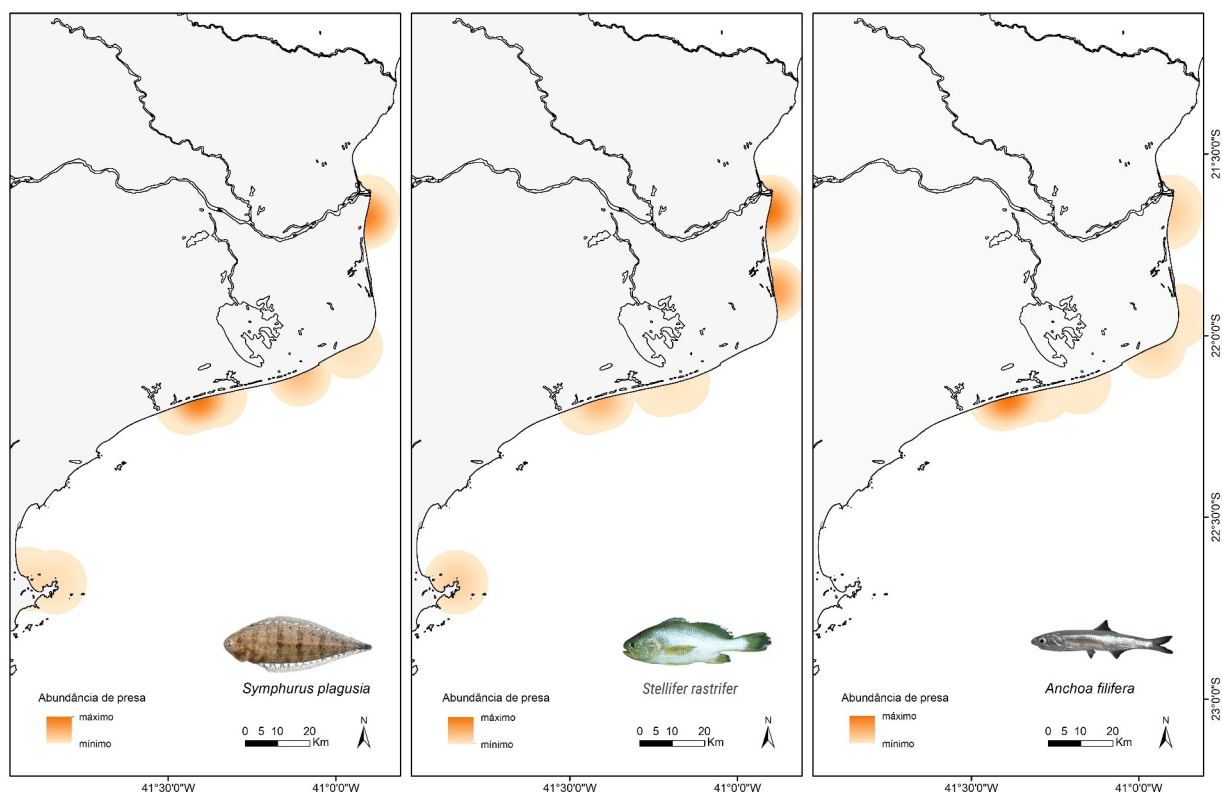 Symphurus plagusia
Abundância de presa
máximo
mínimo
0 5 10 20
Km
N
Stellifer rastrifer
Abundância de presa
máximo
mínimo
0 5 10 20
Km
N
Anchoa filifera
Abundância de presa
máximo
mínimo
0 5 10 20
Km
N
21°30'0"S
22°0'0"S
22°30'0"S
23°0'0"S
41°30'0"W
41°0'0"W
41°30'0"W
41°0'0"W
41°30'0"W
41°0'0"W